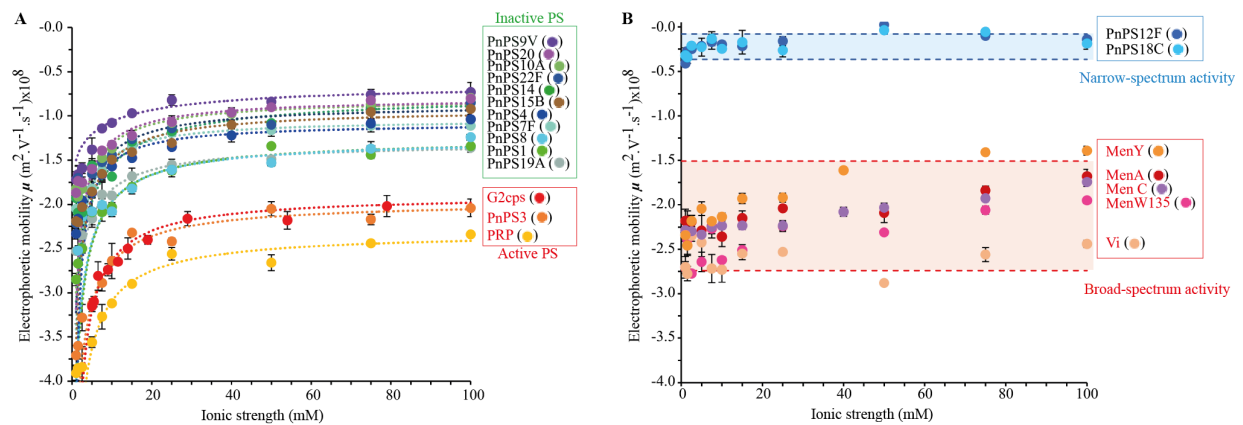 A
Inactive PS
PnPS9V (●)
PnPS20 (●)
PnPS10A (●)
PnPS22F (●)
PnPS14 (●)
PnPS15B (●)
PnPS4 (●)
PnPS7F (●)
PnPS8 (●)
PnPS1 (●)
PnPS19A (●)
G2cps (●)
PnPS3 (●)
PRP (●)
Active PS
Electrophoretic mobility μ (m².V⁻¹.s⁻¹)x10⁸
-0.0
-0.5
-1.0
-1.5
-2.0
-2.5
-3.0
-3.5
-4.0
0 20 40 60 80 100
Ionic strength (mM)
B
PnPS12F (●)
PnPS18C (●)
Narrow-spectrum activity
MenY (●)
MenA (●)
Men C (●)
MenW135 (●)
Vi (●)
Broad-spectrum activity
Electrophoretic mobility μ (m².V⁻¹.s⁻¹)x10⁸
-0.0
-0.5
-1.0
-1.5
-2.0
-2.5
-3.0
-3.5
-4.0
0 20 40 60 80 100
Ionic strength (mM)